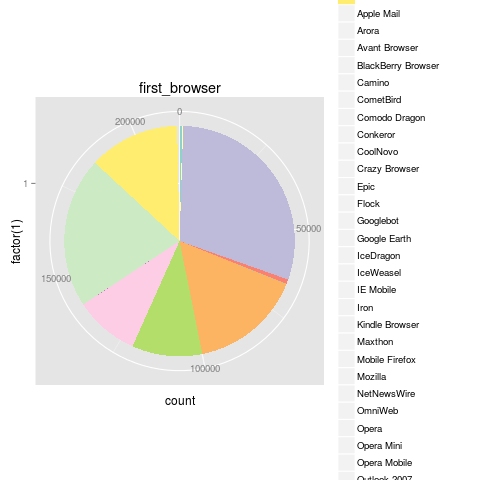 first_browser
0
200000
50000
1
150000
100000
factor(1)
count
Apple Mail
Arora
Avant Browser
BlackBerry Browser
Camino
CometBird
Comodo Dragon
Conkeror
CoolNovo
Crazy Browser
Epic
Flock
Googlebot
Google Earth
IceDragon
IceWeasel
IE Mobile
Iron
Kindle Browser
Maxthon
Mobile Firefox
Mozilla
NetNewsWire
OmniWeb
Opera
Opera Mini
Opera Mobile
Outlook 2007